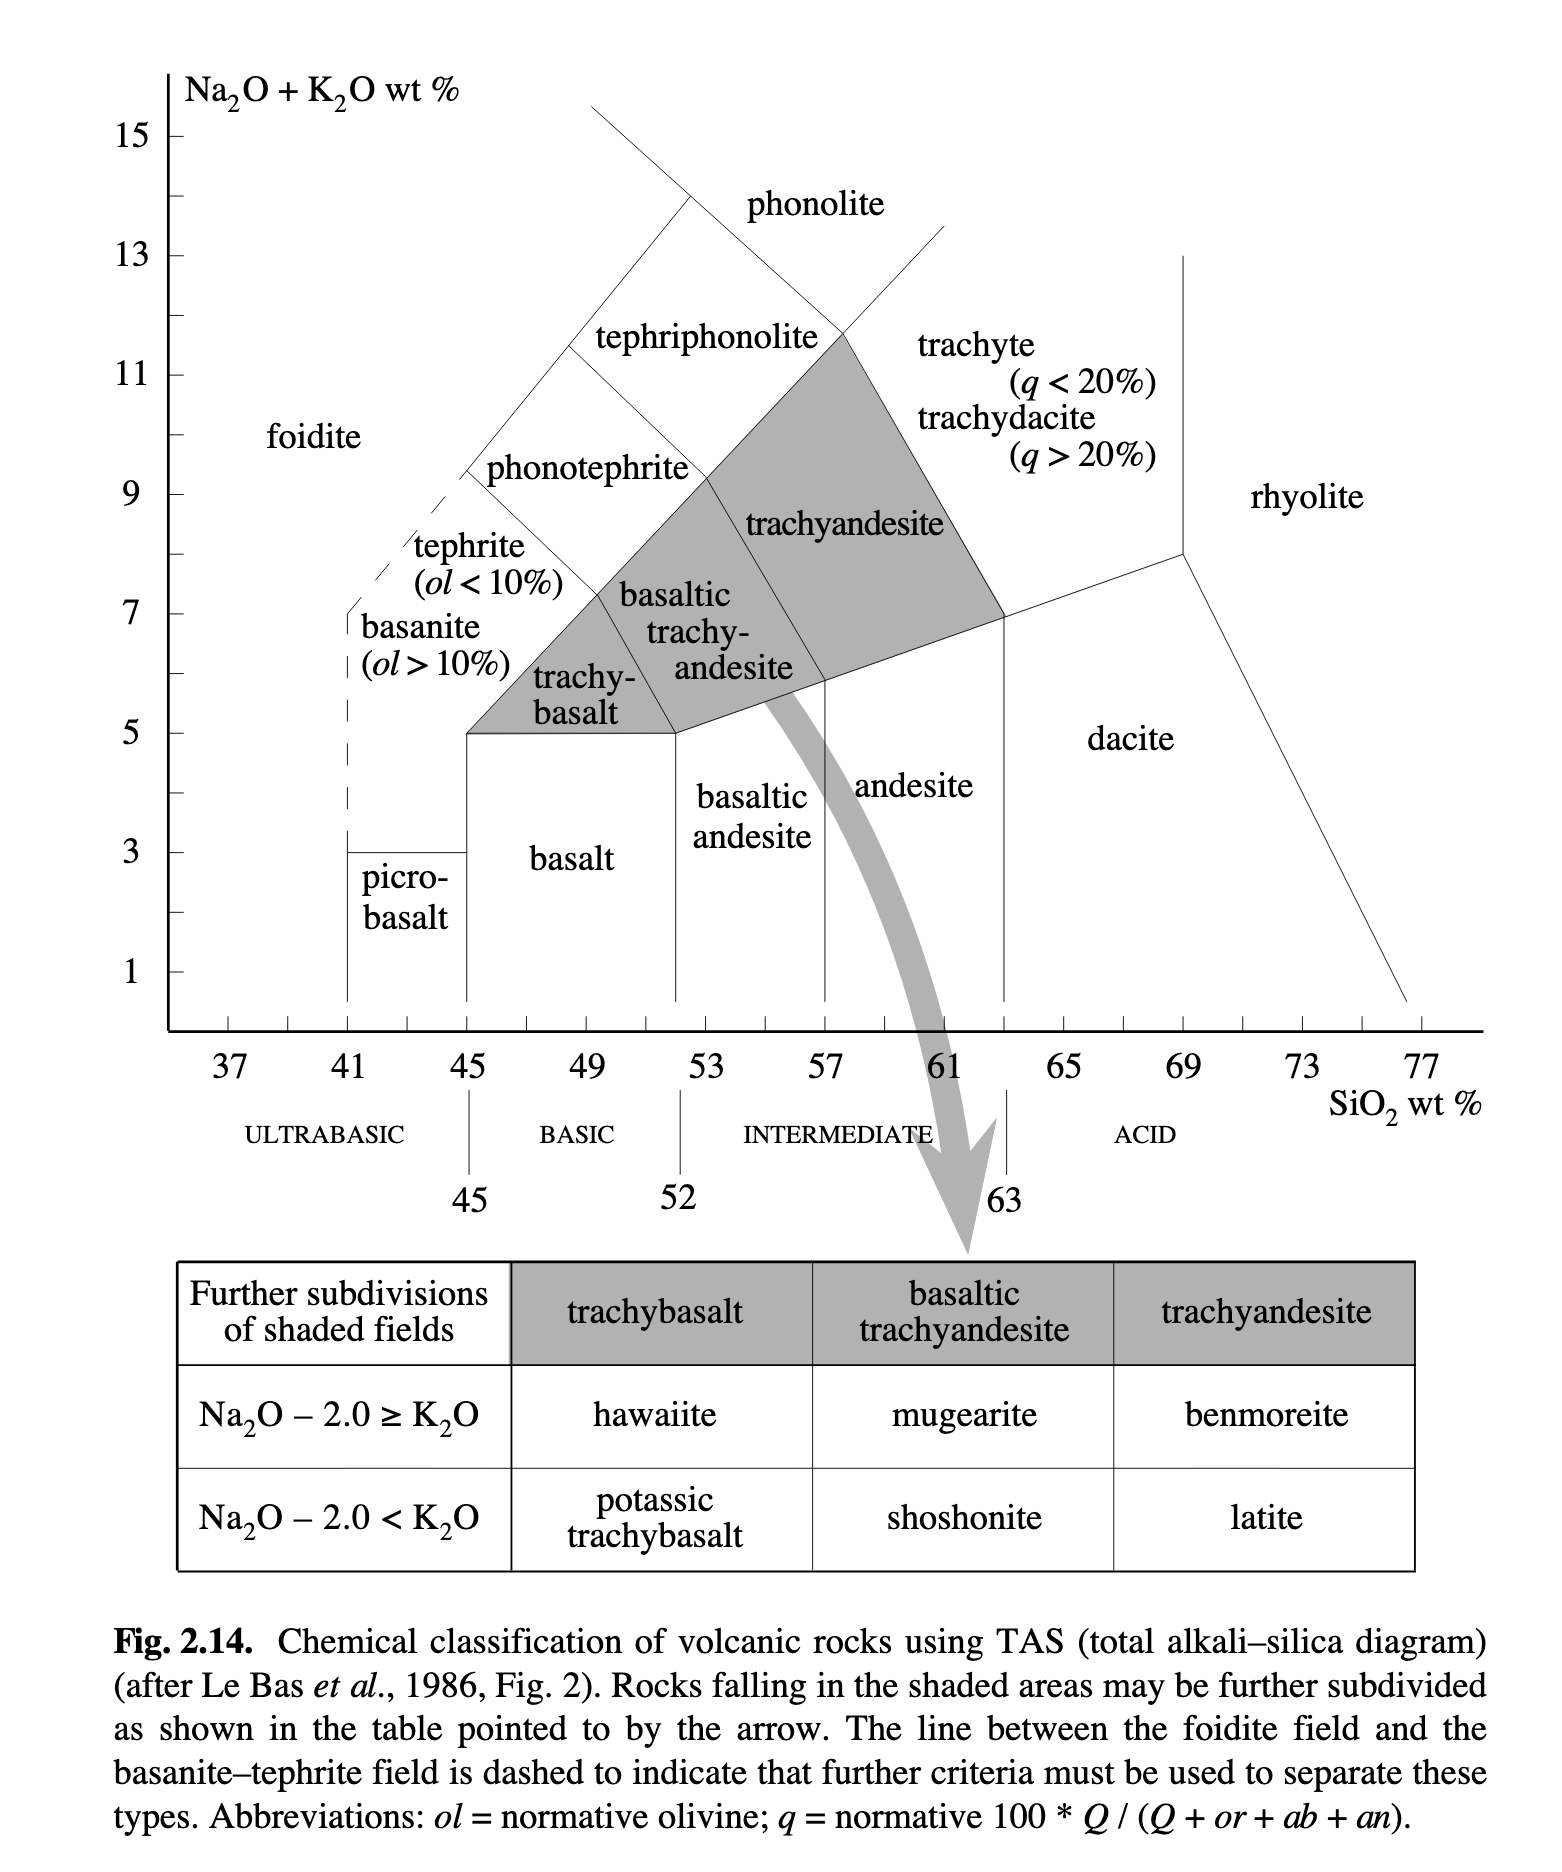 Na₂O + K₂O wt %
15
13
11
9
7
5
3
1
phonolite
tephriphonolite
trachyte
(q < 20%)
trachydacite
(q > 20%)
foidite
phonotephrite
rhyolite
trachyandesite
tephrite
(ol < 10%)
basaltic
trachy-
andesite
basanite
(ol > 10%)
trachy-
basalt
dacite
basaltic
andesite
andesite
basalt
picro-
basalt
37 41 45 49 53 57 61 65 69 73 77
SiO₂ wt %
ULTRABASIC BASIC INTERMEDIATE ACID
45 52 63
Further subdivisions
of shaded fields
trachybasalt
basaltic
trachyandesite
trachyandesite
Na₂O – 2.0 ≥ K₂O hawaiite mugearite benmoreite
Na₂O – 2.0 < K₂O
potassic
trachybasalt
shoshonite
latite
Fig. 2.14. Chemical classification of volcanic rocks using TAS (total alkali–silica diagram)
(after Le Bas et al., 1986, Fig. 2). Rocks falling in the shaded areas may be further subdivided
as shown in the table pointed to by the arrow. The line between the foidite field and the
basanite–tephrite field is dashed to indicate that further criteria must be used to separate these
types. Abbreviations: ol = normative olivine; q = normative 100 * Q / (Q + or + ab + an).